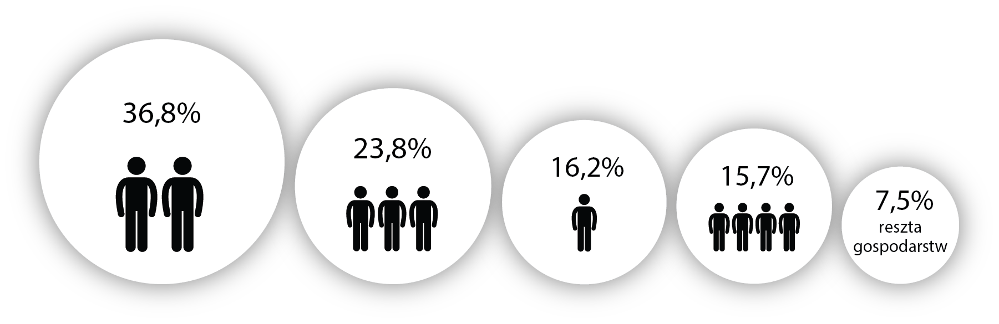 36,8%
23,8%
16,2%
15,7%
7,5%
reszta
gospodarstw